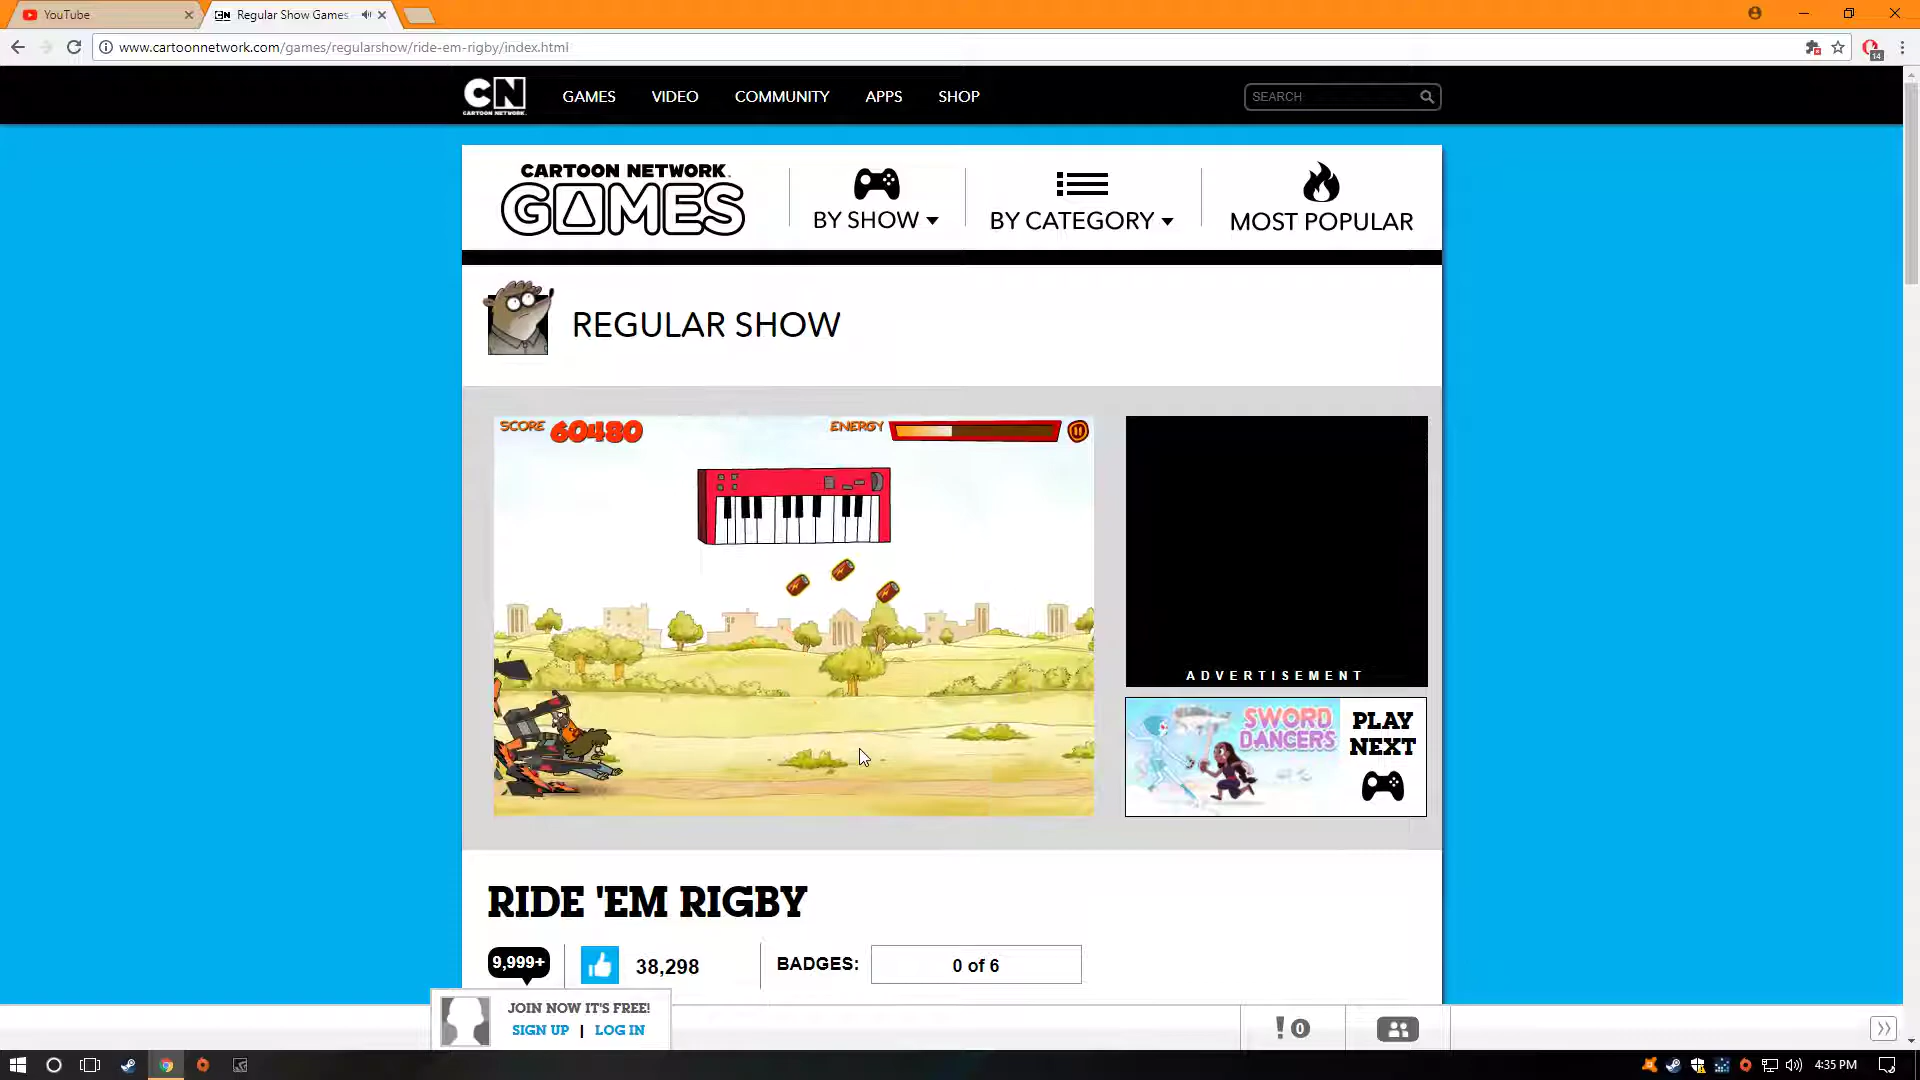 YouTube
Regular Show Games
www.cartoonnetwork.com/games/regularshow/ride-em-rigby/index.html
14
CN
CARTOON NETWORK.
GAMES
VIDEO
COMMUNITY
APPS
SHOP
SEARCH
CARTOON NETWORK
GAMES
BY SHOW
BY CATEGORY
MOST POPULAR
REGULAR SHOW
SCORE 60480
ENERGY
ADVERTISEMENT
SWORD
DANCERS
PLAY
NEXT
RIDE 'EM RIGBY
9,999+
38,298
BADGES:
0 of 6
JOIN NOW IT'S FREE!
SIGN UP | LOG IN
! 0
4:35 PM